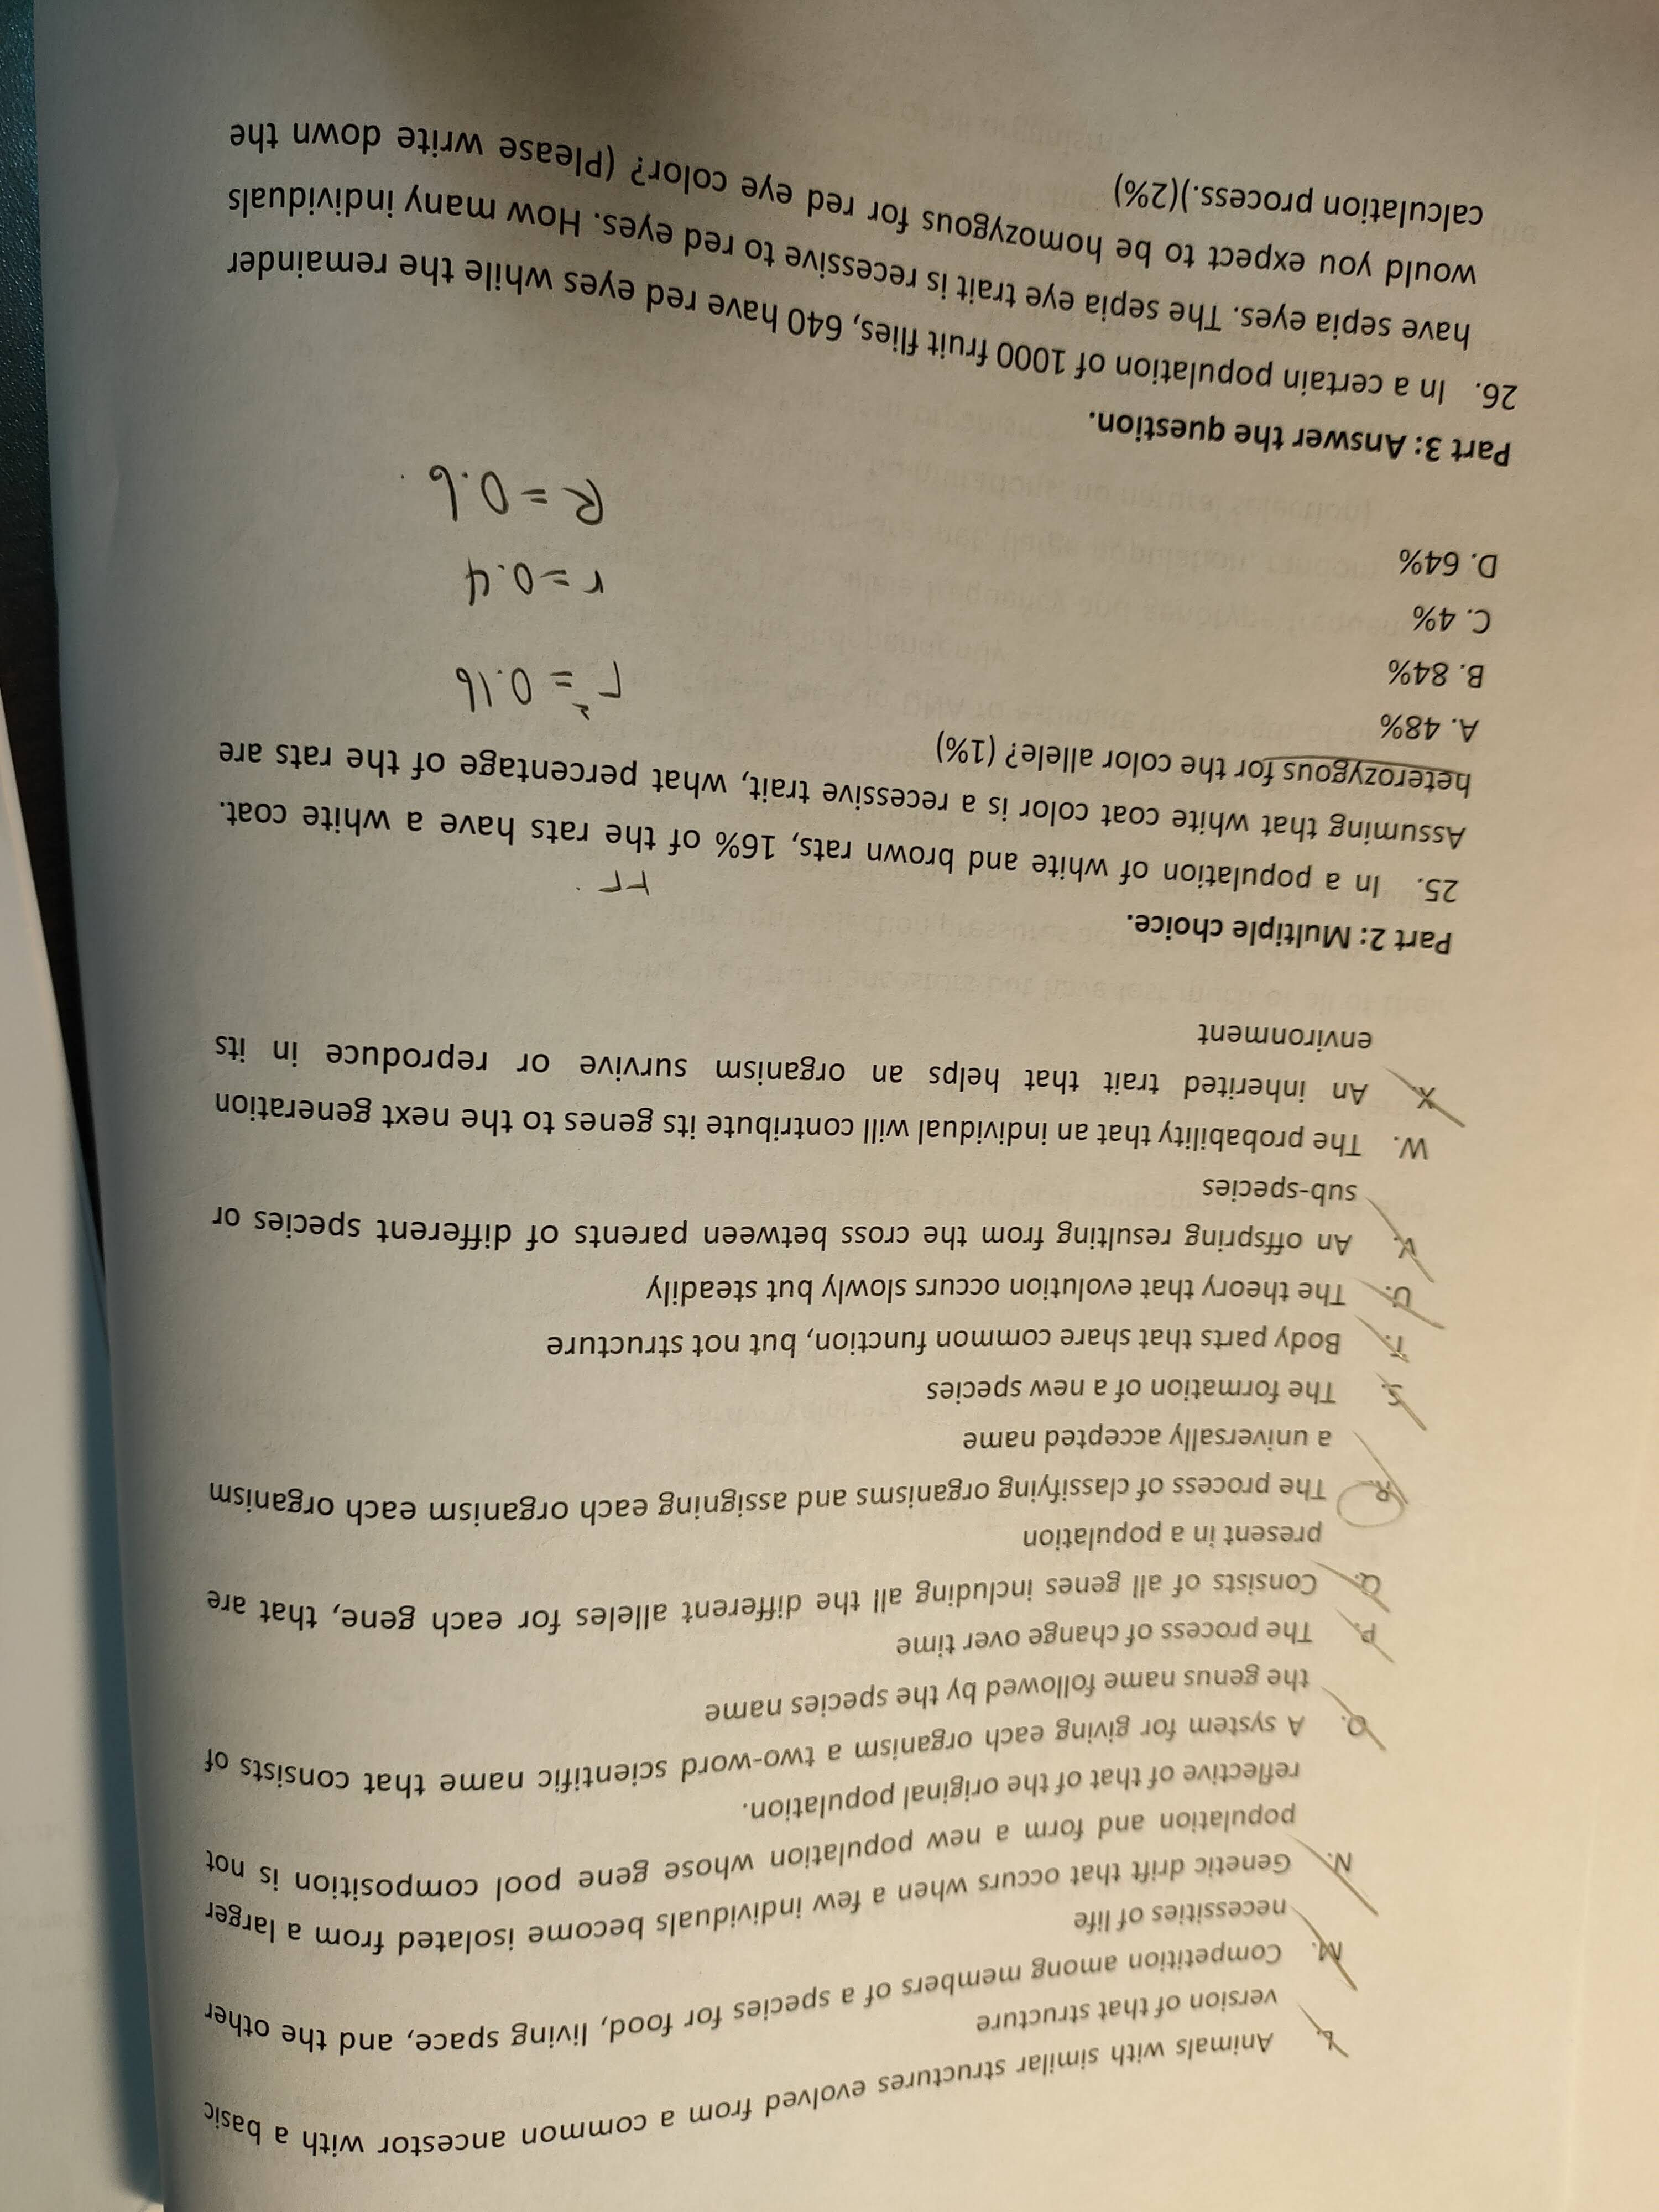 L. Animals with similar structures evolved from a common ancestor with a basic
version of that structure
M. Competition among members of a species for food, living space, and the other
necessities of life
N. Genetic drift that occurs when a few individuals become isolated from a larger
population and form a new population whose gene pool composition is not
reflective of that of the original population.
O. A system for giving each organism a two-word scientific name that consists of
the genus name followed by the species name
P. The process of change over time
Q. Consists of all genes including all the different alleles for each gene, that are
present in a population
R. The process of classifying organisms and assigning each organism each organism
a universally accepted name
S. The formation of a new species
T. Body parts that share common function, but not structure
U. The theory that evolution occurs slowly but steadily
V. An offspring resulting from the cross between parents of different species or
sub-species
W. The probability that an individual will contribute its genes to the next generation
X. An inherited trait that helps an organism survive or reproduce in its
environment
Part 2: Multiple choice.
rr
25. In a population of white and brown rats, 16% of the rats have a white coat.
Assuming that white coat color is a recessive trait, what percentage of the rats are
heterozygous for the color allele? (1%)
A. 48%
B. 84%
C. 4%
D. 64%
r² = 0.16
r = 0.4
R = 0.6
Part 3: Answer the question.
26. In a certain population of 1000 fruit flies, 640 have red eyes while the remainder
have sepia eyes. The sepia eye trait is recessive to red eyes. How many individuals
would you expect to be homozygous for red eye color? (Please write down the
calculation process.)(2%)